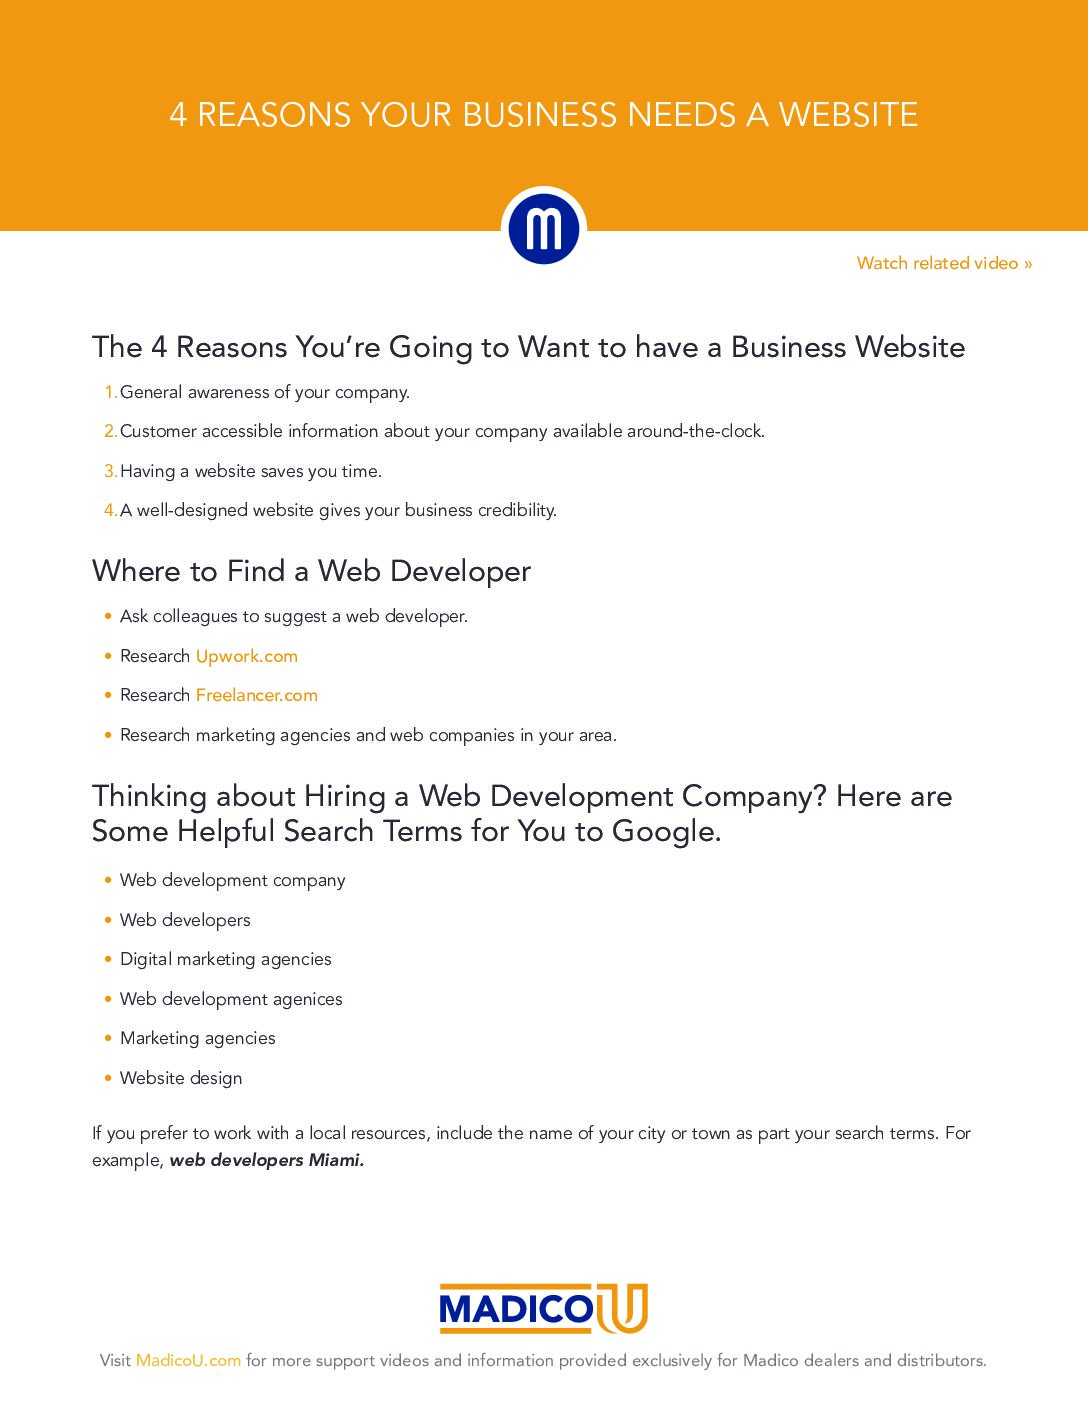 4 REASONS YOUR BUSINESS NEEDS A WEBSITE
m
Watch related video »
The 4 Reasons You’re Going to Want to have a Business Website
1. General awareness of your company.
2. Customer accessible information about your company available around-the-clock.
3. Having a website saves you time.
4. A well-designed website gives your business credibility.
Where to Find a Web Developer
• Ask colleagues to suggest a web developer.
• Research Upwork.com
• Research Freelancer.com
• Research marketing agencies and web companies in your area.
Thinking about Hiring a Web Development Company? Here are
Some Helpful Search Terms for You to Google.
• Web development company
• Web developers
• Digital marketing agencies
• Web development agenices
• Marketing agencies
• Website design
If you prefer to work with a local resources, include the name of your city or town as part your search terms. For
example, web developers Miami.
MADICO U
Visit MadicoU.com for more support videos and information provided exclusively for Madico dealers and distributors.